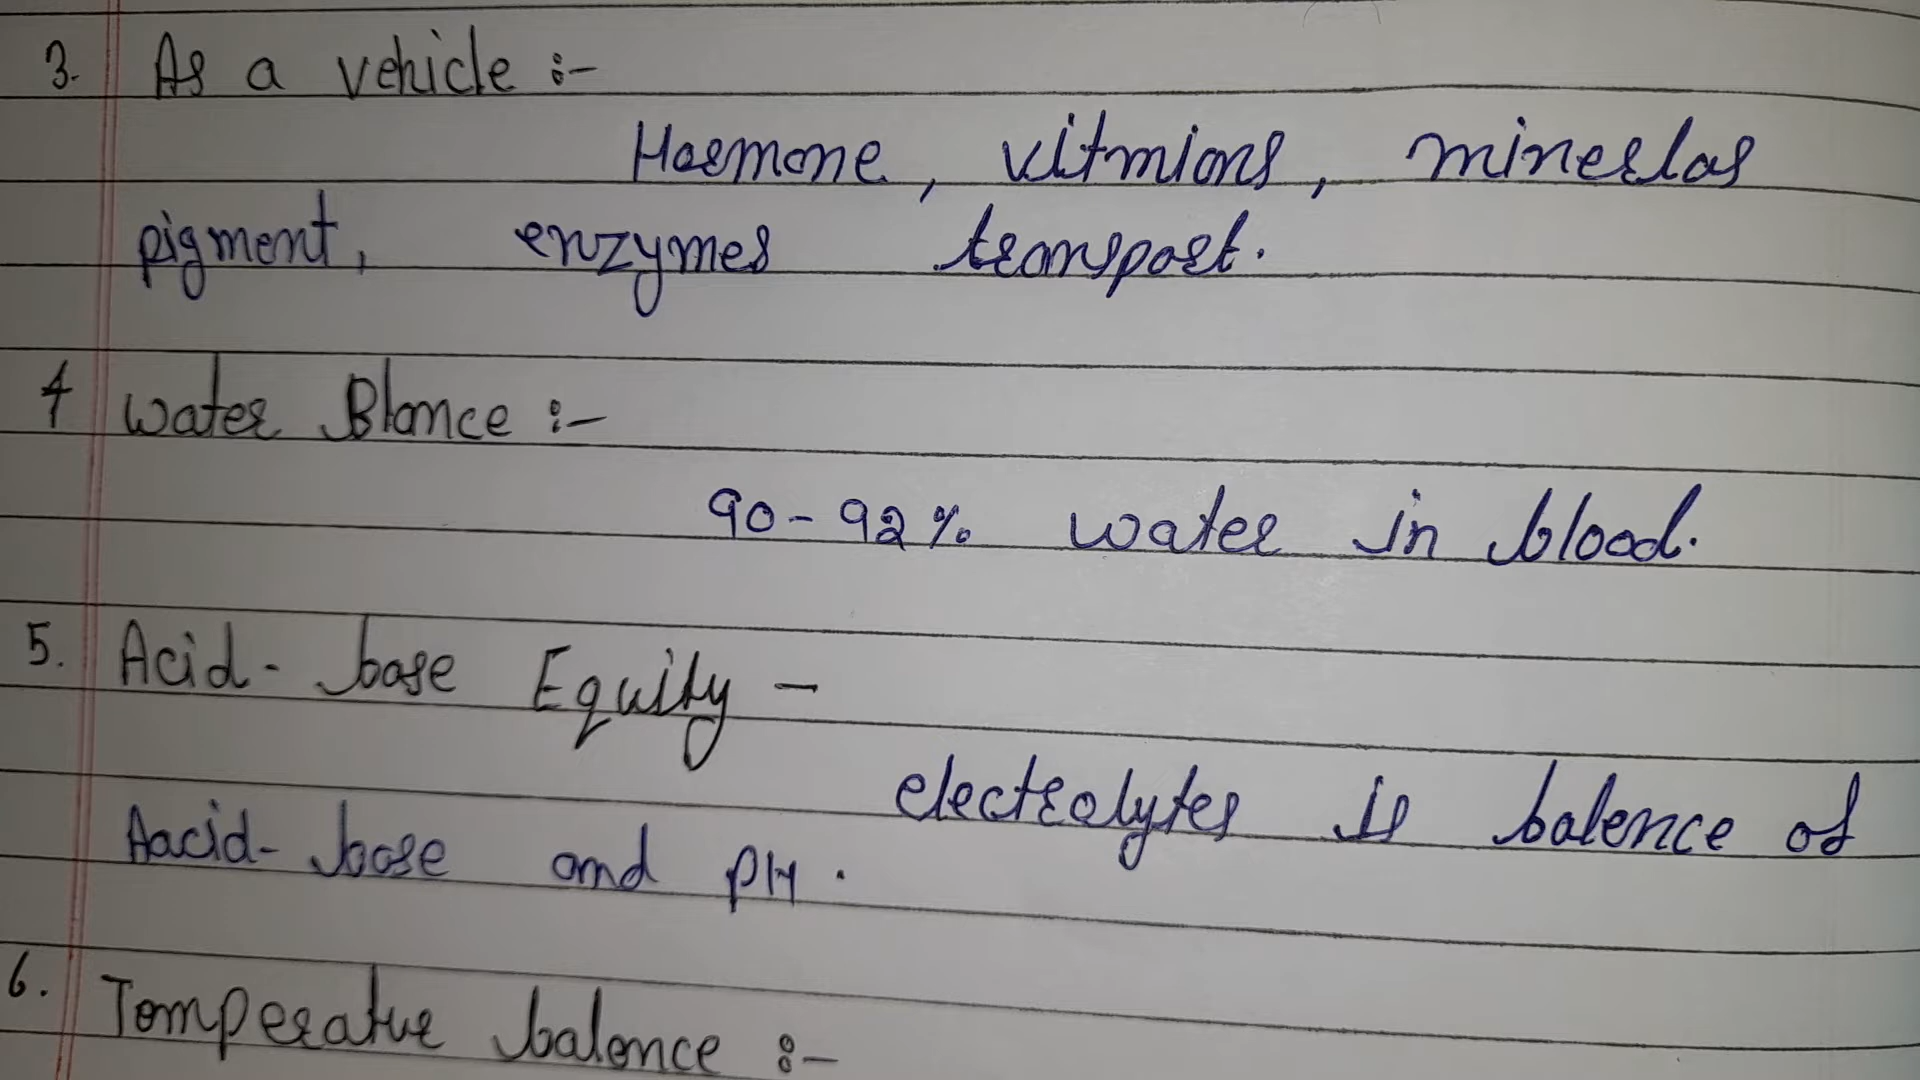 3. As a vehicle :-
Hormone, vitmions, minerlas
pigment, enzymes transport.
4 Water Blance :-
90-92% water in blood.
5. Acid- base Equity -
electrolytes is balence of
Aacid- base and PH.
6. Temperatue balance :-